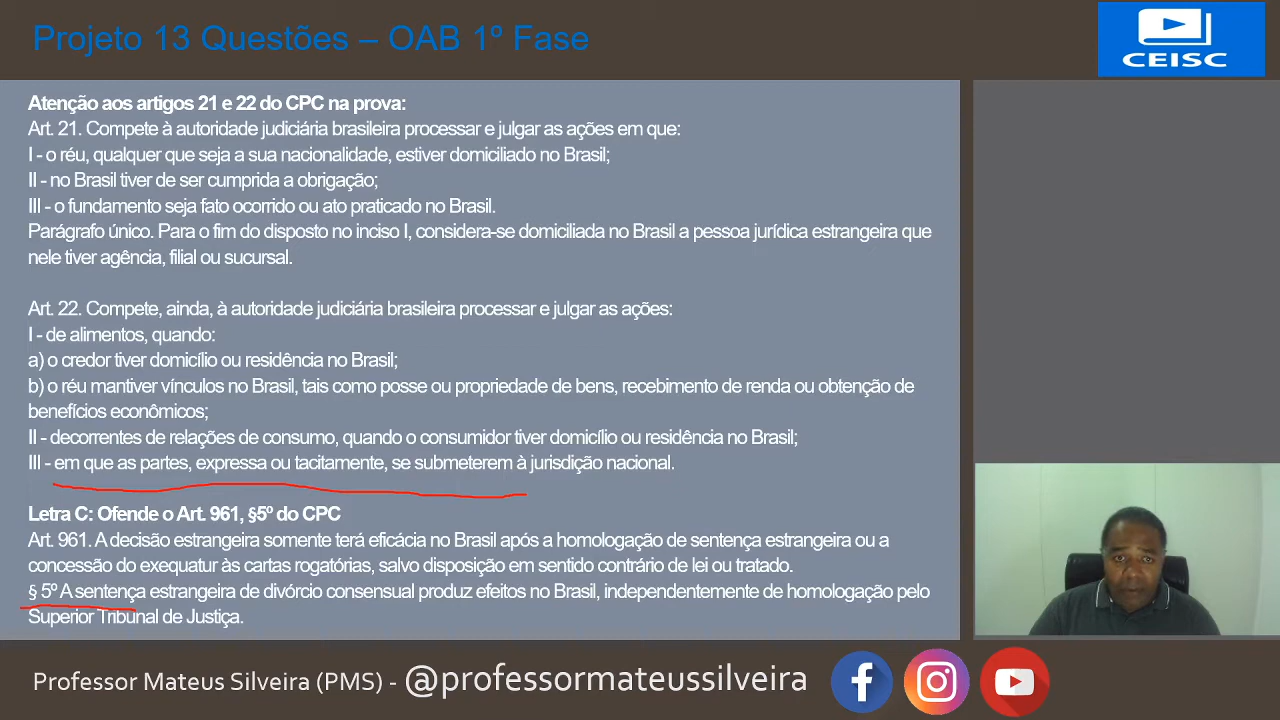 Projeto 13 Questões – OAB 1º Fase
CEISC
Atenção aos artigos 21 e 22 do CPC na prova:
Art. 21. Compete à autoridade judiciária brasileira processar e julgar as ações em que:
I - o réu, qualquer que seja a sua nacionalidade, estiver domiciliado no Brasil;
II - no Brasil tiver de ser cumprida a obrigação;
III - o fundamento seja fato ocorrido ou ato praticado no Brasil.
Parágrafo único. Para o fim do disposto no inciso I, considera-se domiciliada no Brasil a pessoa jurídica estrangeira que
nele tiver agência, filial ou sucursal.
Art. 22. Compete, ainda, à autoridade judiciária brasileira processar e julgar as ações:
I - de alimentos, quando:
a) o credor tiver domicílio ou residência no Brasil;
b) o réu mantiver vínculos no Brasil, tais como posse ou propriedade de bens, recebimento de renda ou obtenção de
benefícios econômicos;
II - decorrentes de relações de consumo, quando o consumidor tiver domicílio ou residência no Brasil;
III - em que as partes, expressa ou tacitamente, se submeterem à jurisdição nacional.
Letra C: Ofende o Art. 961, §5º do CPC
Art. 961. A decisão estrangeira somente terá eficácia no Brasil após a homologação de sentença estrangeira ou a
concessão do exequatur às cartas rogatórias, salvo disposição em sentido contrário de lei ou tratado.
§ 5º A sentença estrangeira de divórcio consensual produz efeitos no Brasil, independentemente de homologação pelo
Superior Tribunal de Justiça.
Professor Mateus Silveira (PMS) - @professormateussilveira